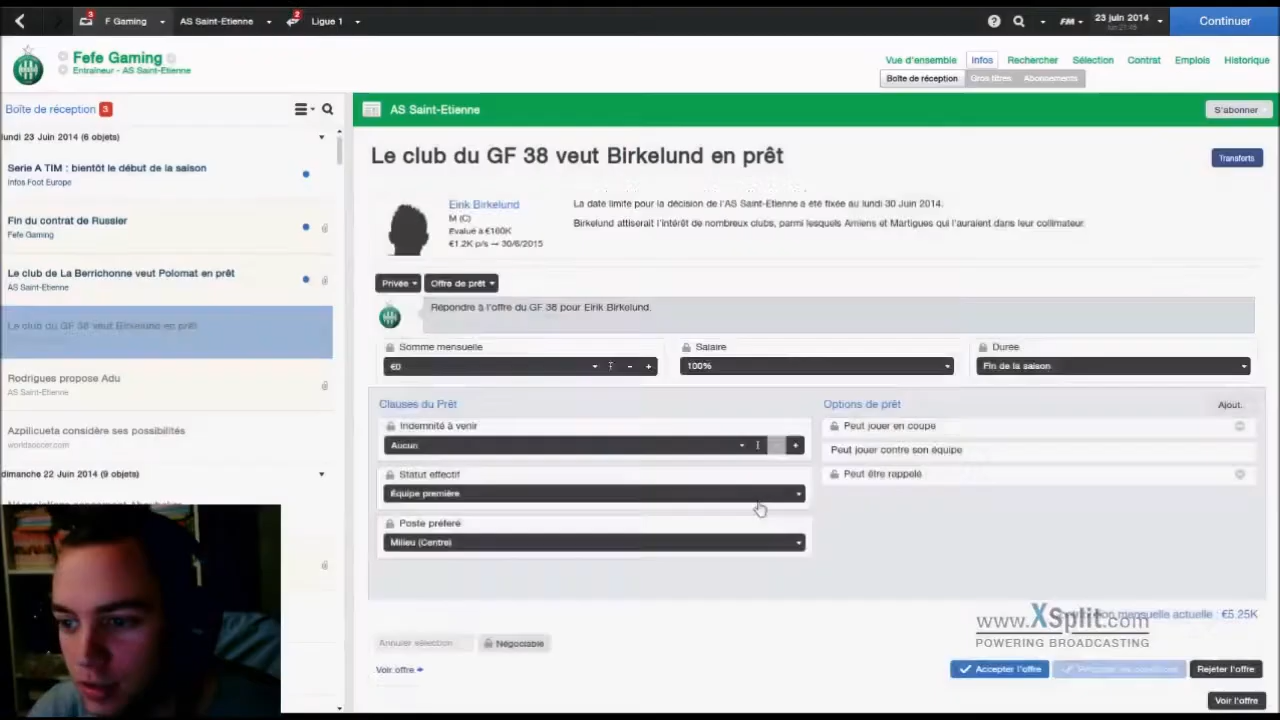 3 F Gaming AS Saint-Etienne 2 Ligue 1 FM 23 juin 2014 Continuer
Fefe Gaming
Entraîneur - AS Saint-Etienne
Vue d'ensemble Infos Rechercher Sélection Contrat Emplois Historique
Boîte de réception Gros titres Abonnements
Boîte de réception 3
AS Saint-Etienne S'abonner
lundi 23 Juin 2014 (6 objets)
Serie A TIM : bientôt le début de la saison
Infos Foot Europe
Fin du contrat de Russier
Fefe Gaming
Le club de La Berrichonne veut Polomat en prêt
AS Saint-Etienne
Le club du GF 38 veut Birkelund en prêt
Rodrigues propose Adu
AS Saint-Etienne
Azpilicueta considère ses possibilités
worldsoccer.com
dimanche 22 Juin 2014 (9 objets)
Le club du GF 38 veut Birkelund en prêt
Transferts
Eirik Birkelund
M (C)
Evalué à €160K
€1.2K p/s → 30/6/2015
La date limite pour la décision de l'AS Saint-Etienne a été fixée au lundi 30 Juin 2014.
Birkelund attiserait l'intérêt de nombreux clubs, parmi lesquels Amiens et Martigues qui l'auraient dans leur collimateur.
Privée Offre de prêt
Répondre à l'offre du GF 38 pour Eirik Birkelund.
Somme mensuelle Salaire Durée
€0 - + 100% Fin de la saison
Clauses du Prêt Options de prêt Ajout.
Indemnité à venir
Aucun +
Statut effectif
Équipe première
Poste préféré
Milieu (Centre)
Peut jouer en coupe
Peut jouer contre son équipe
Peut être rappelé
mensuelle actuelle : €5.25K
www.XSplit.com
POWERING BROADCASTING
Annuler sélection Négociable
Voir offre
Accepter l'offre Rejeter l'offre
Voir l'offre